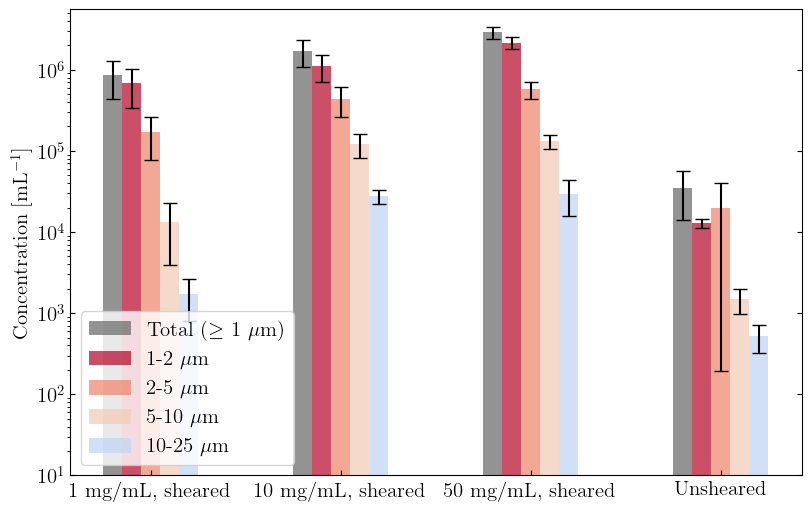 Concentration [mL⁻¹]
10⁶
10⁵
10⁴
10³
10²
10¹
Total (≥ 1 μm)
1-2 μm
2-5 μm
5-10 μm
10-25 μm
1 mg/mL, sheared 10 mg/mL, sheared 50 mg/mL, sheared Unsheared